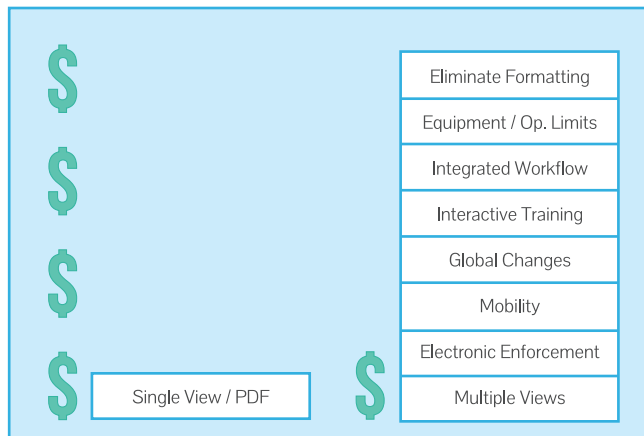 $
$
$
$
Single View / PDF
$
Eliminate Formatting
Equipment / Op. Limits
Integrated Workflow
Interactive Training
Global Changes
Mobility
Electronic Enforcement
Multiple Views